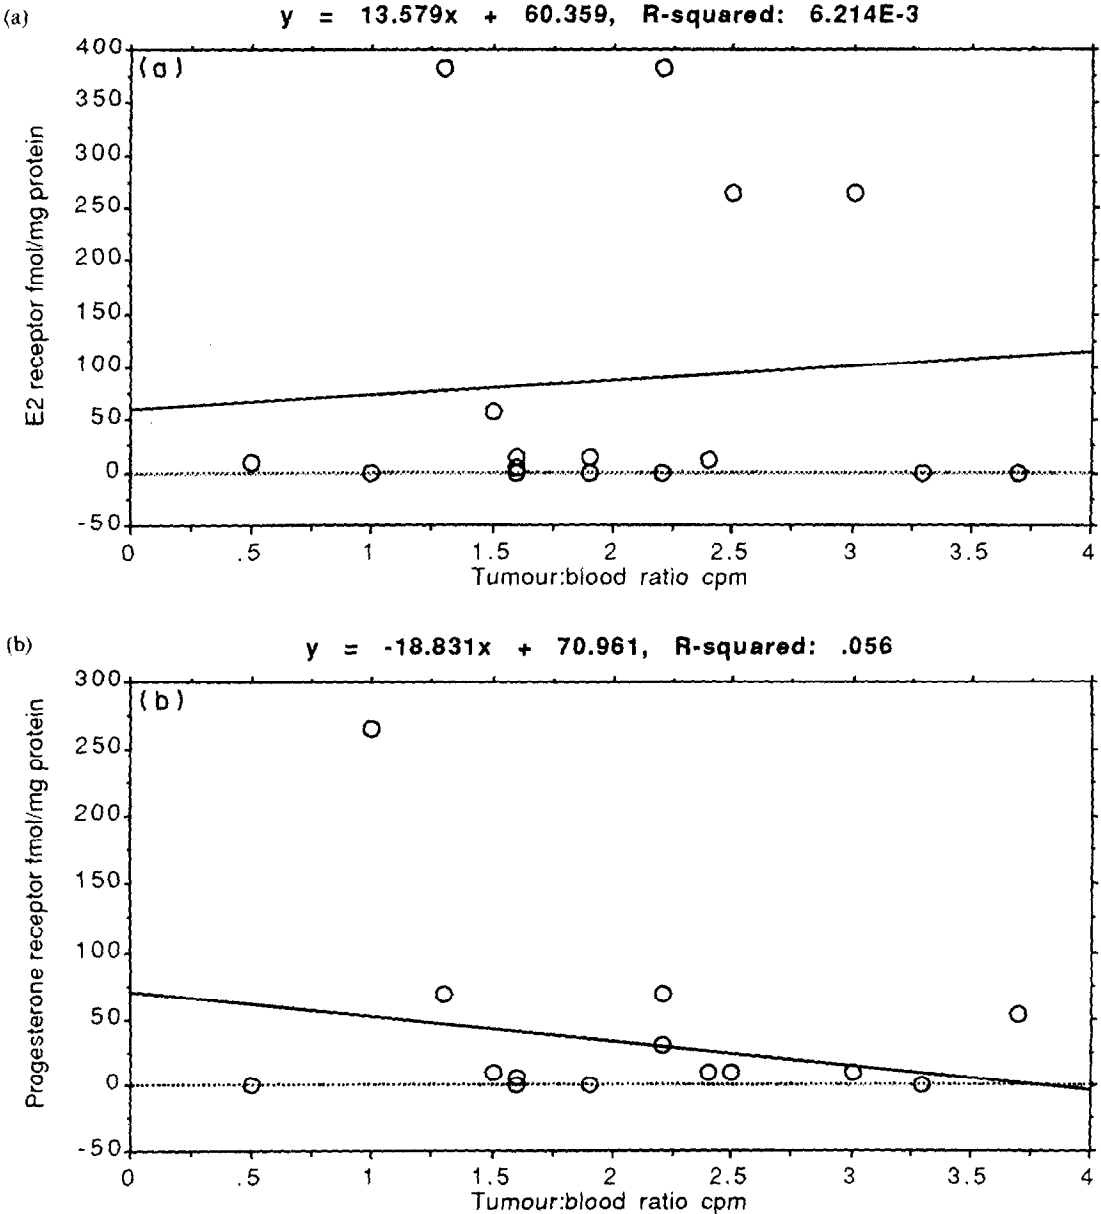 (a)
y = 13.579x + 60.359, R-squared: 6.214E-3
400
(a)
350
300
250
200
150
100
50
0
-50
E2 receptor fmol/mg protein
0 .5 1 1.5 2 2.5 3 3.5 4
Tumour:blood ratio cpm
(b)
y = -18.831x + 70.961, R-squared: .056
300
(b)
250
200
150
100
50
0
-50
Progesterone receptor fmol/mg protein
0 .5 1 1.5 2 2.5 3 3.5 4
Tumour:blood ratio cpm